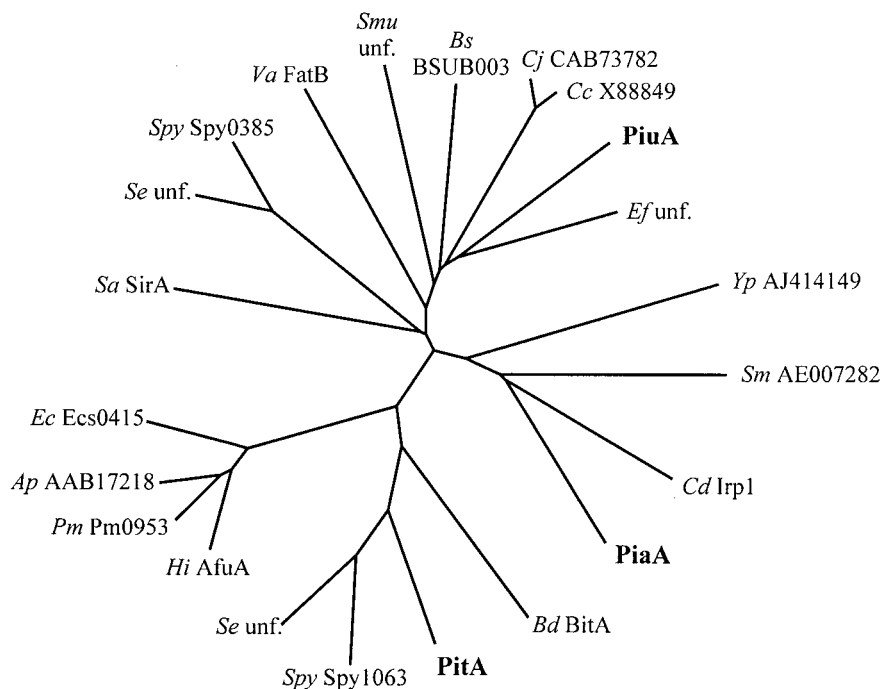 Smu
unf.
Bs
BSUB003
Cj CAB73782
Cc X88849
Va FatB
Spy Spy0385
PiuA
Se unf.
Ef unf.
Sa SirA
Yp AJ414149
Sm AE007282
Ec Ecs0415
Ap AAB17218
Cd Irp1
Pm Pm0953
PiaA
Hi AfuA
Se unf.
Bd BitA
Spy Spy1063
PitA